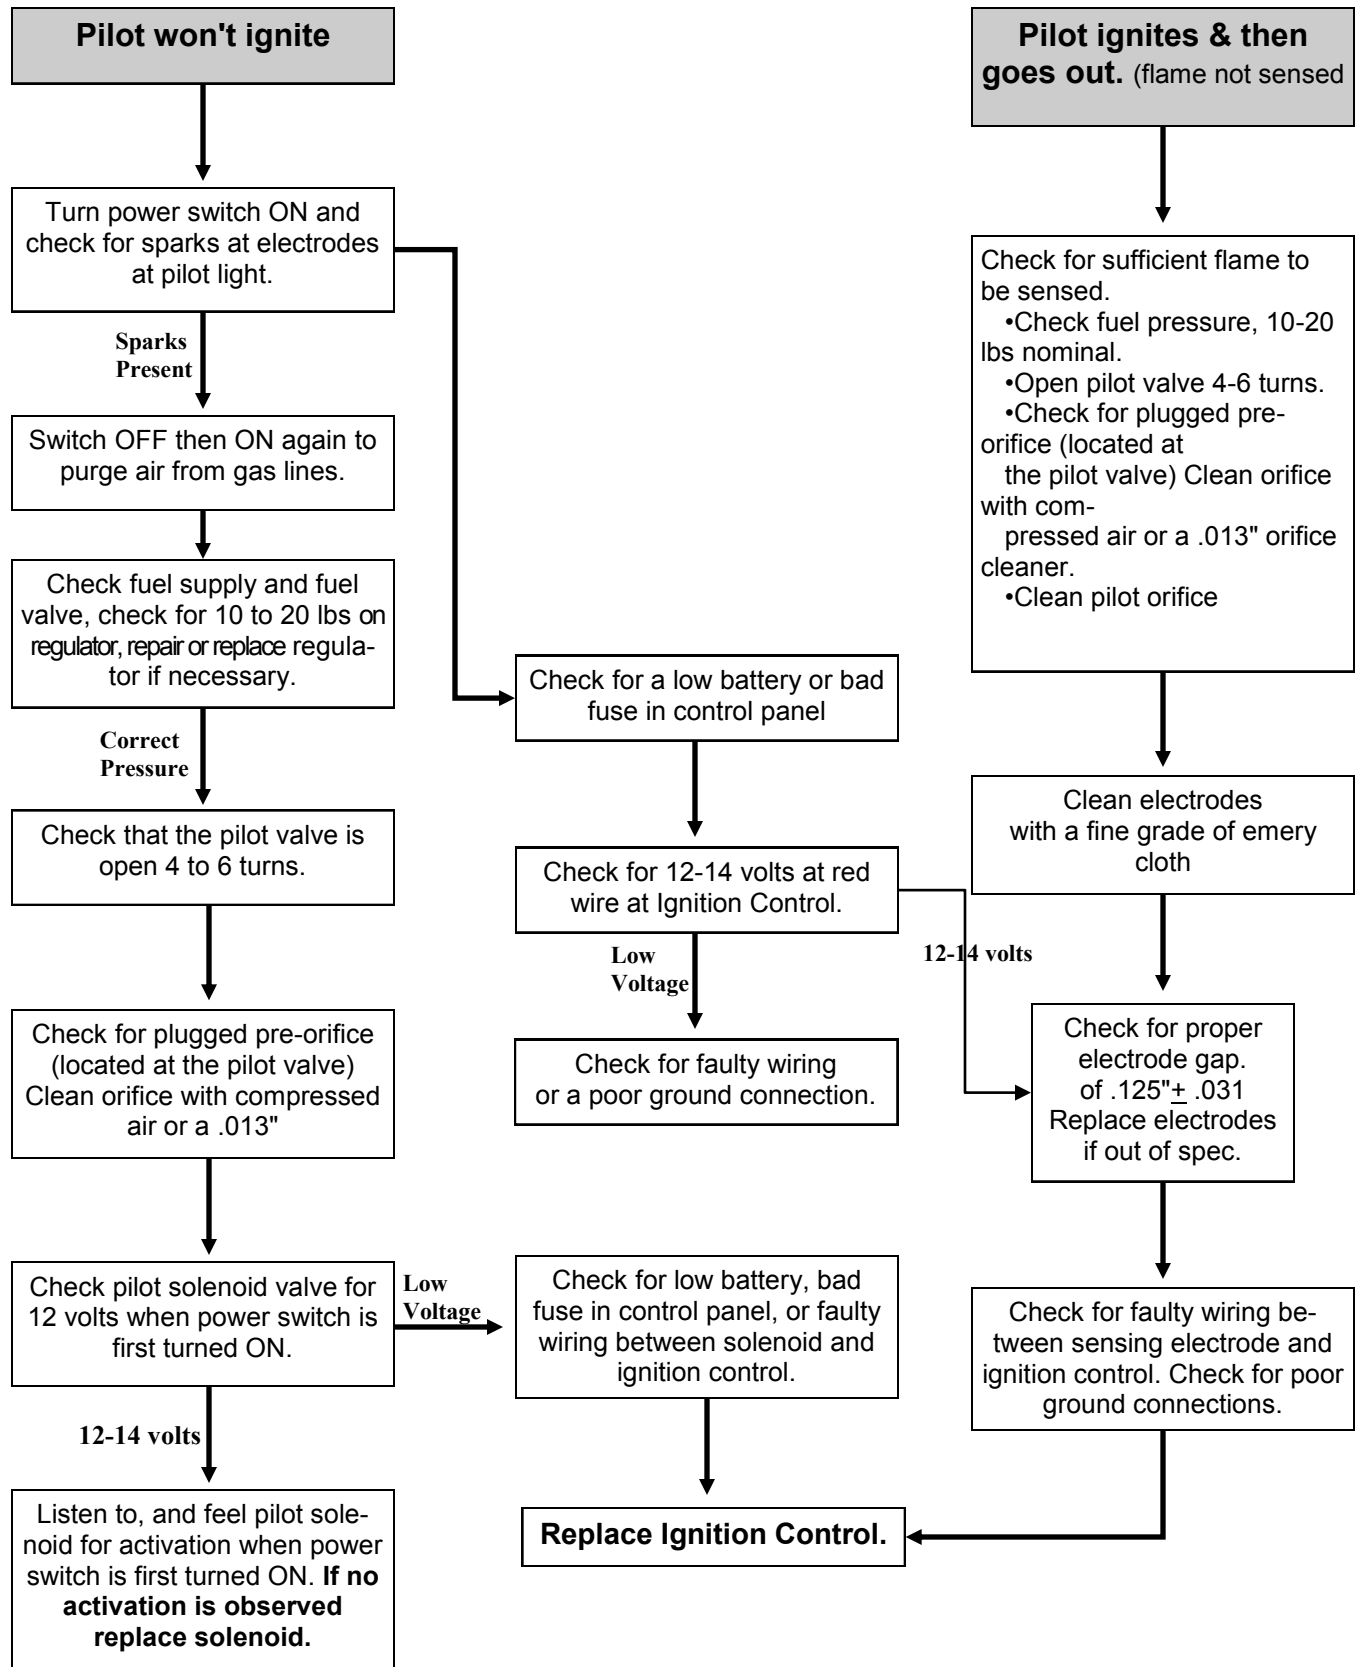 Pilot won't ignite
Turn power switch ON and
check for sparks at electrodes
at pilot light.
Sparks
Present
Switch OFF then ON again to
purge air from gas lines.
Check fuel supply and fuel
valve, check for 10 to 20 lbs on
regulator, repair or replace regula-
tor if necessary.
Correct
Pressure
Check that the pilot valve is
open 4 to 6 turns.
Check for plugged pre-orifice
(located at the pilot valve)
Clean orifice with compressed
air or a .013"
Check pilot solenoid valve for
12 volts when power switch is
first turned ON.
12-14 volts
Listen to, and feel pilot sole-
noid for activation when power
switch is first turned ON. If no
activation is observed
replace solenoid.
Check for a low battery or bad
fuse in control panel
Check for 12-14 volts at red
wire at Ignition Control.
Low
Voltage
12-14 volts
Check for faulty wiring
or a poor ground connection.
Low
Voltage
Check for low battery, bad
fuse in control panel, or faulty
wiring between solenoid and
ignition control.
Replace Ignition Control.
Pilot ignites & then
goes out. (flame not sensed
Check for sufficient flame to
be sensed.
•Check fuel pressure, 10-20
lbs nominal.
•Open pilot valve 4-6 turns.
•Check for plugged pre-
orifice (located at
the pilot valve) Clean orifice
with com-
pressed air or a .013" orifice
cleaner.
•Clean pilot orifice
Clean electrodes
with a fine grade of emery
cloth
Check for proper
electrode gap.
of .125"± .031
Replace electrodes
if out of spec.
Check for faulty wiring be-
tween sensing electrode and
ignition control. Check for poor
ground connections.